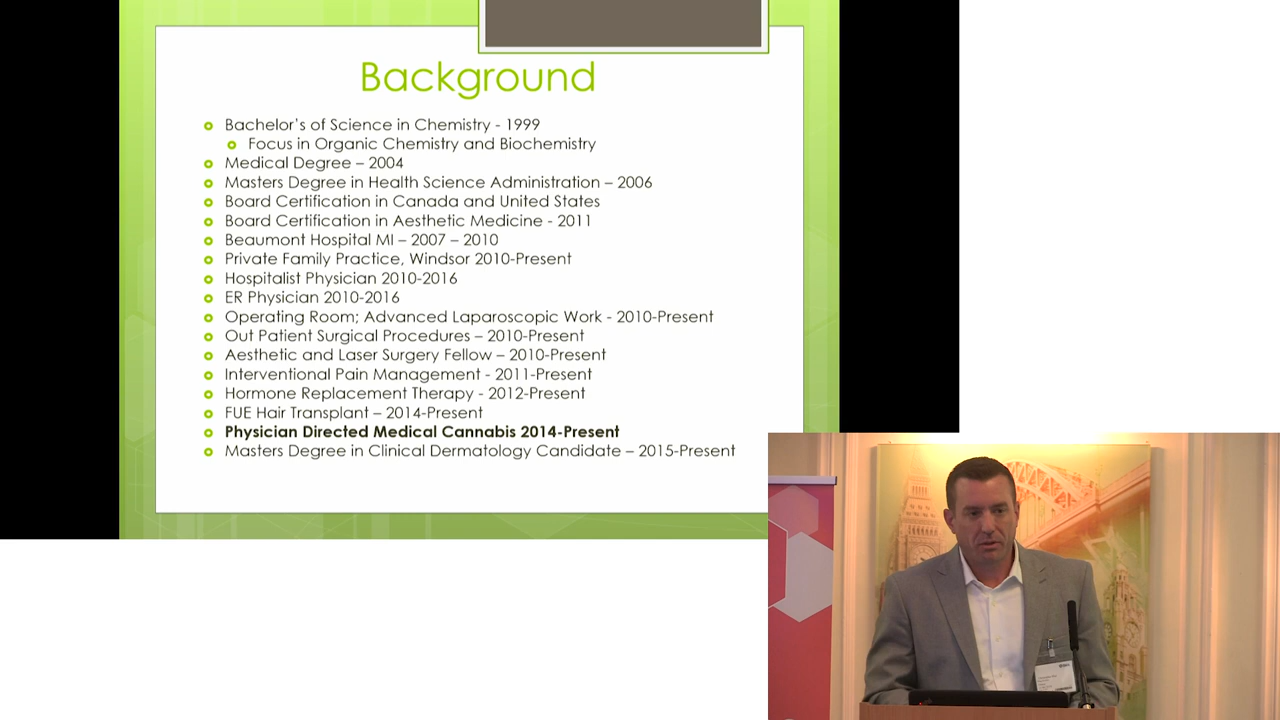 Background
Bachelor's of Science in Chemistry - 1999
Focus in Organic Chemistry and Biochemistry
Medical Degree – 2004
Masters Degree in Health Science Administration – 2006
Board Certification in Canada and United States
Board Certification in Aesthetic Medicine - 2011
Beaumont Hospital MI – 2007 – 2010
Private Family Practice, Windsor 2010-Present
Hospitalist Physician 2010-2016
ER Physician 2010-2016
Operating Room; Advanced Laparoscopic Work - 2010-Present
Out Patient Surgical Procedures – 2010-Present
Aesthetic and Laser Surgery Fellow – 2010-Present
Interventional Pain Management - 2011-Present
Hormone Replacement Therapy - 2012-Present
FUE Hair Transplant – 2014-Present
Physician Directed Medical Cannabis 2014-Present
Masters Degree in Clinical Dermatology Candidate – 2015-Present